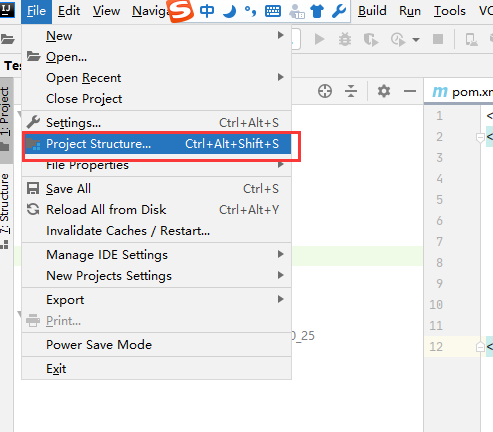 IJ File Edit View Naviga S 中 Build Run Tools VC
Te
New
Open...
Open Recent
Close Project
Settings... Ctrl+Alt+S
Project Structure... Ctrl+Alt+Shift+S
File Properties
Save All Ctrl+S
Reload All from Disk Ctrl+Alt+Y
Invalidate Caches / Restart...
Manage IDE Settings
New Projects Settings
Export
Print...
Power Save Mode
Exit
1: Project
7: Structure
0_25
m pom.xm
1 <
2 <
3
4
5
6
7
8
9
10
11
12 <